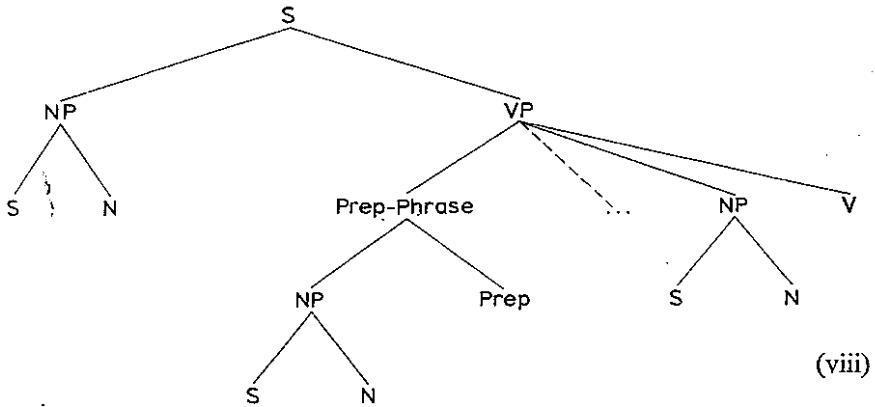 S
NP VP
S N Prep-Phrase ... NP V
NP Prep S N
(viii)
S N